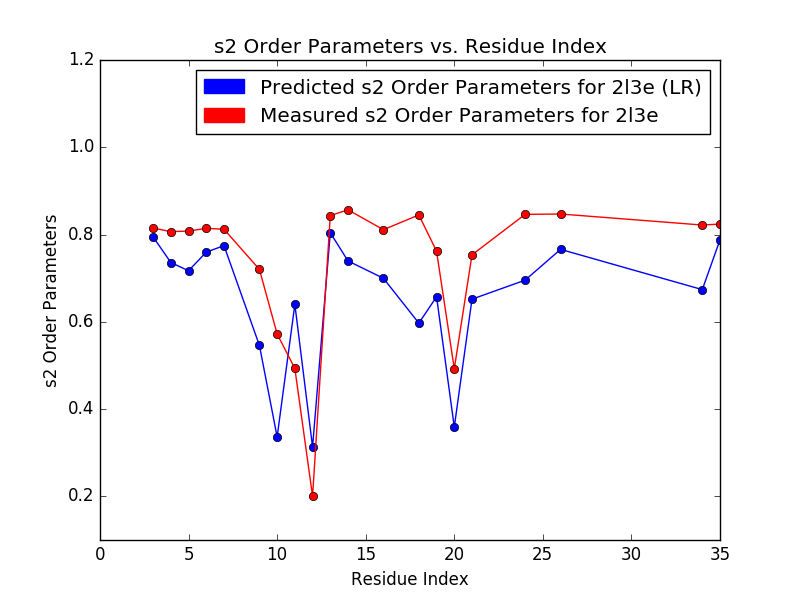 s2 Order Parameters vs. Residue Index
Predicted s2 Order Parameters for 2l3e (LR)
Measured s2 Order Parameters for 2l3e
s2 Order Parameters
1.2
1.0
0.8
0.6
0.4
0.2
0 5 10 15 20 25 30 35
Residue Index